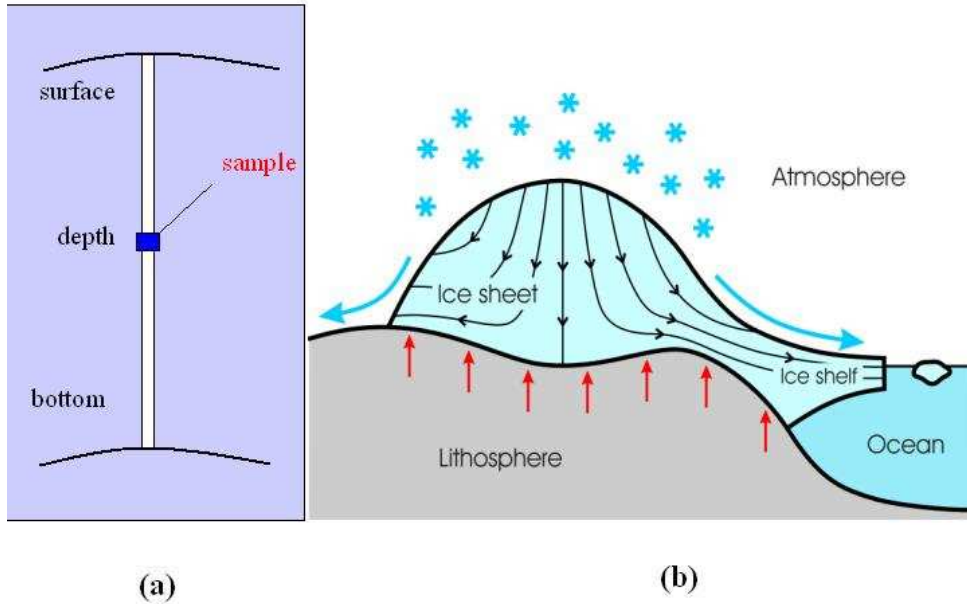 surface
sample
depth
bottom
(a)
Atmosphere
Ice sheet
Ice shelf
Ocean
Lithosphere
(b)